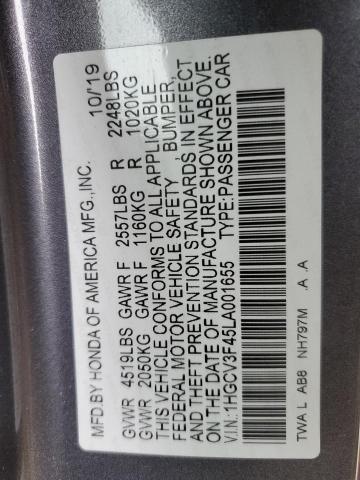 MFD.BY HONDA OF AMERICA MFG.,INC. 10/'19
GVWR 4519LBS GAWR F 2557LBS R 2248LBS
GVWR 2050KG GAWR F 1160KG R 1020KG
THIS VEHICLE CONFORMS TO ALL APPLICABLE
FEDERAL MOTOR VEHICLE SAFETY, BUMPER,
AND THEFT PREVENTION STANDARDS IN EFFECT
ON THE DATE OF MANUFACTURE SHOWN ABOVE.
V.I.N.: 1HGCV3F45LA001655 TYPE:PASSENGER CAR
TWA L AB8 NH797M .A .A